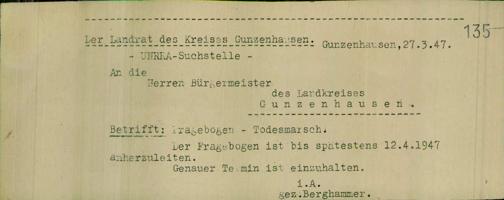 135
Der Landrat des Kreises Gunzenhausen. Gunzenhausen, 27.3.47.
- UNRRA-Suchstelle -
An die
Herren Bürgermeister
des Landkreises
Gunzenhausen.
Betrifft: Fragebogen - Todesmarsch.
Der Fragebogen ist bis spätestens 12.4.1947
anherzuleiten.
Genauer Termin ist einzuhalten.
i.A.
gez.Berghammer.